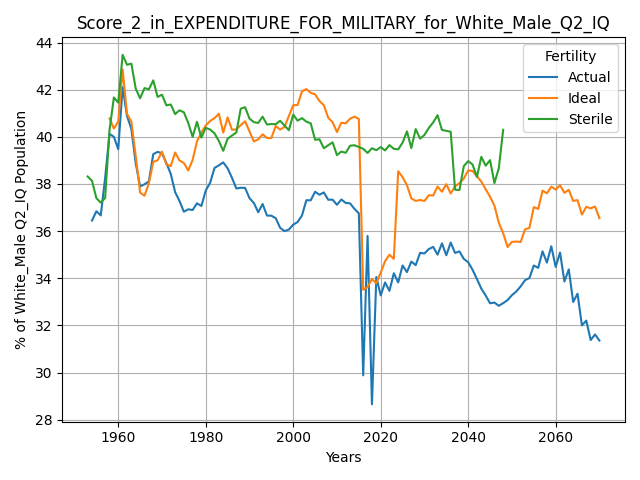 Score_2_in_EXPENDITURE_FOR_MILITARY_for_White_Male_Q2_IQ
Fertility
Actual
Ideal
Sterile
% of White_Male Q2_IQ Population
44
42
40
38
36
34
32
30
28
1960
1980
2000
2020
2040
2060
Years